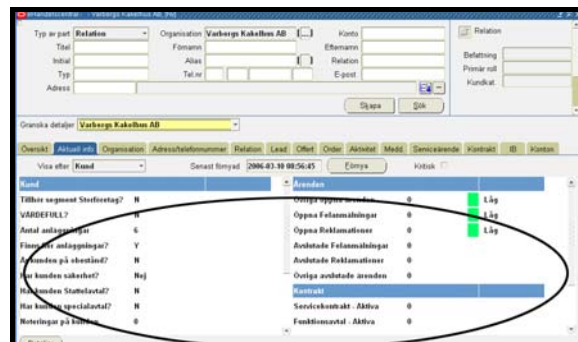 Typ av part Relation Organisation Varbergs Kakelhus AB Konto
Titel Förnamn Efternamn
Initial Alias Relation
Typ Tel.nr E-post
Adress
Skapa Sök
Relation
Befattning
Primär roll
Kundkat.
Granska detaljer Varbergs Kakelhus AB
Översikt Aktuell info Organisation Adress/telefonnummer Relation Lead Offert Order Aktivitet Medd. Serviceärende Kontrakt IB Konton
Visa efter Kund Senast förnyad 2006-03-10 08:56:45 Förnya Kritisk
Kund
Tillhör segment Storföretag? N
VÄRDEFULL? N
Antal anläggningar 6
Finns fler anläggningar? Y
Är kunden på obestånd? N
Har kunden säkerhet? Nej
Har kunden Stattelavtal? N
Har kunden specialavtal? N
Noteringar på kunden 0
Ärenden
Övriga öppna ärenden 0 Låg
Öppna Felanmälningar 0 Låg
Öppna Reklamationer 0 Låg
Avslutade Felanmälningar 0
Avslutade Reklamationer 0
Övriga avslutade ärenden 0
Kontrakt
Servicekontrakt - Aktiva 0
Funktionsavtal - Aktiva 0